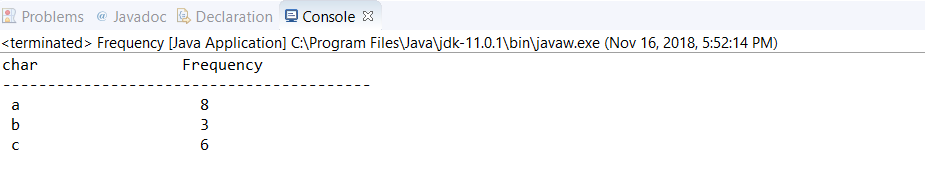 Problems @ Javadoc Declaration Console
<terminated> Frequency [Java Application] C:\Program Files\Java\jdk-11.0.1\bin\javaw.exe (Nov 16, 2018, 5:52:14 PM)
char Frequency
----------------------------------------
a 8
b 3
c 6